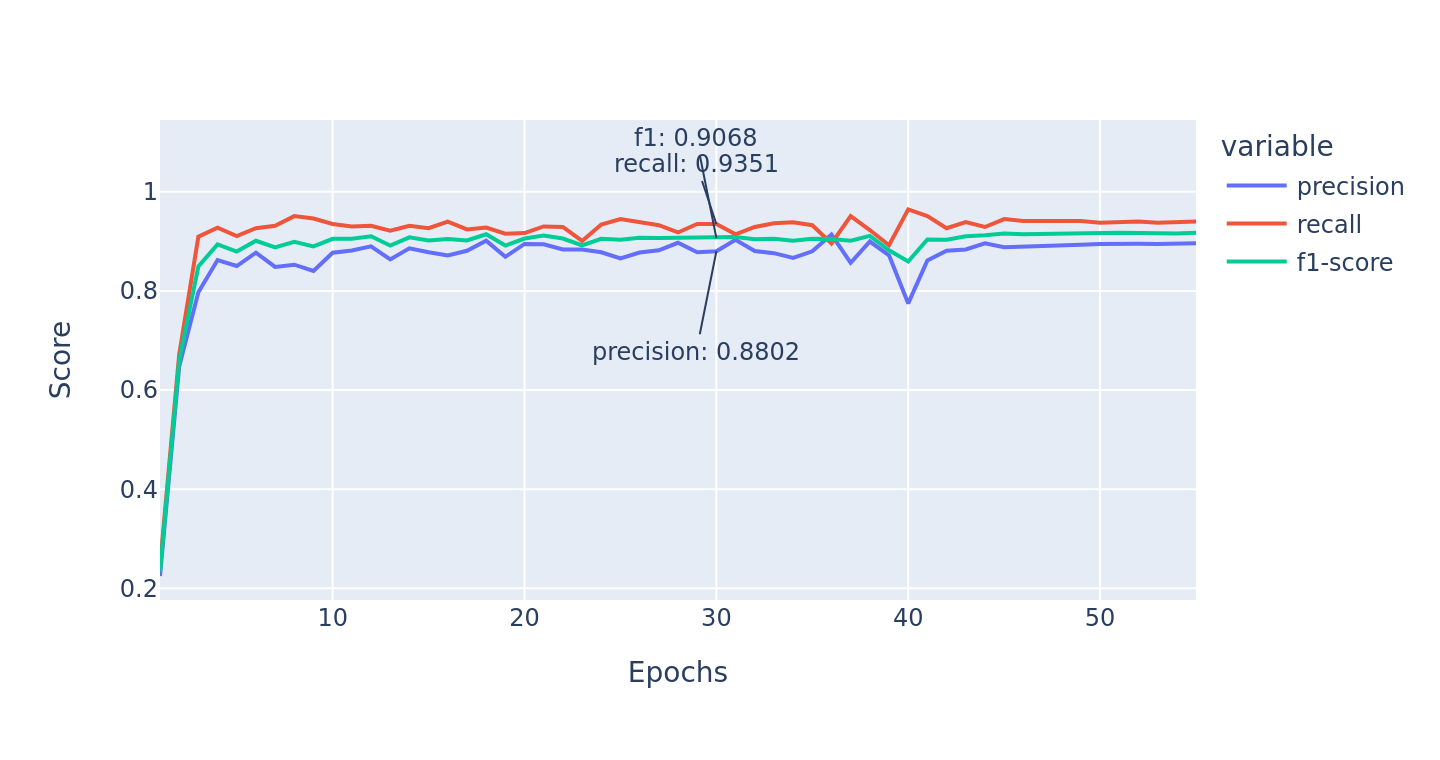 f1: 0.9068
recall: 0.9351
precision: 0.8802
1
0.8
0.6
0.4
0.2
Score
10 20 30 40 50
Epochs
variable
precision
recall
f1-score